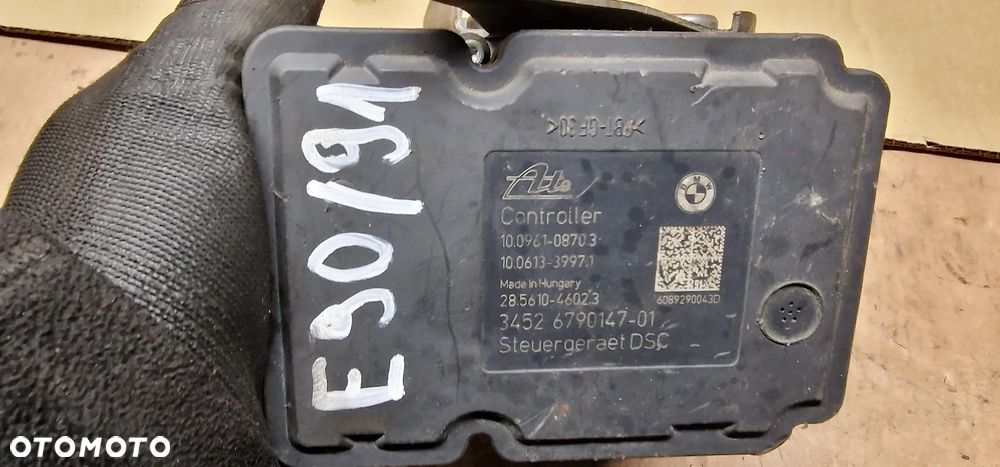 E90/91
>PBT-GF30<
Ate
BMW
Controller
10.0961-0870.3
10.0613-3997.1
Made in Hungary
28.5610-4602.3
6089290043D
3452 6790147-01
Steuergeraet DSC
OTOMOTO